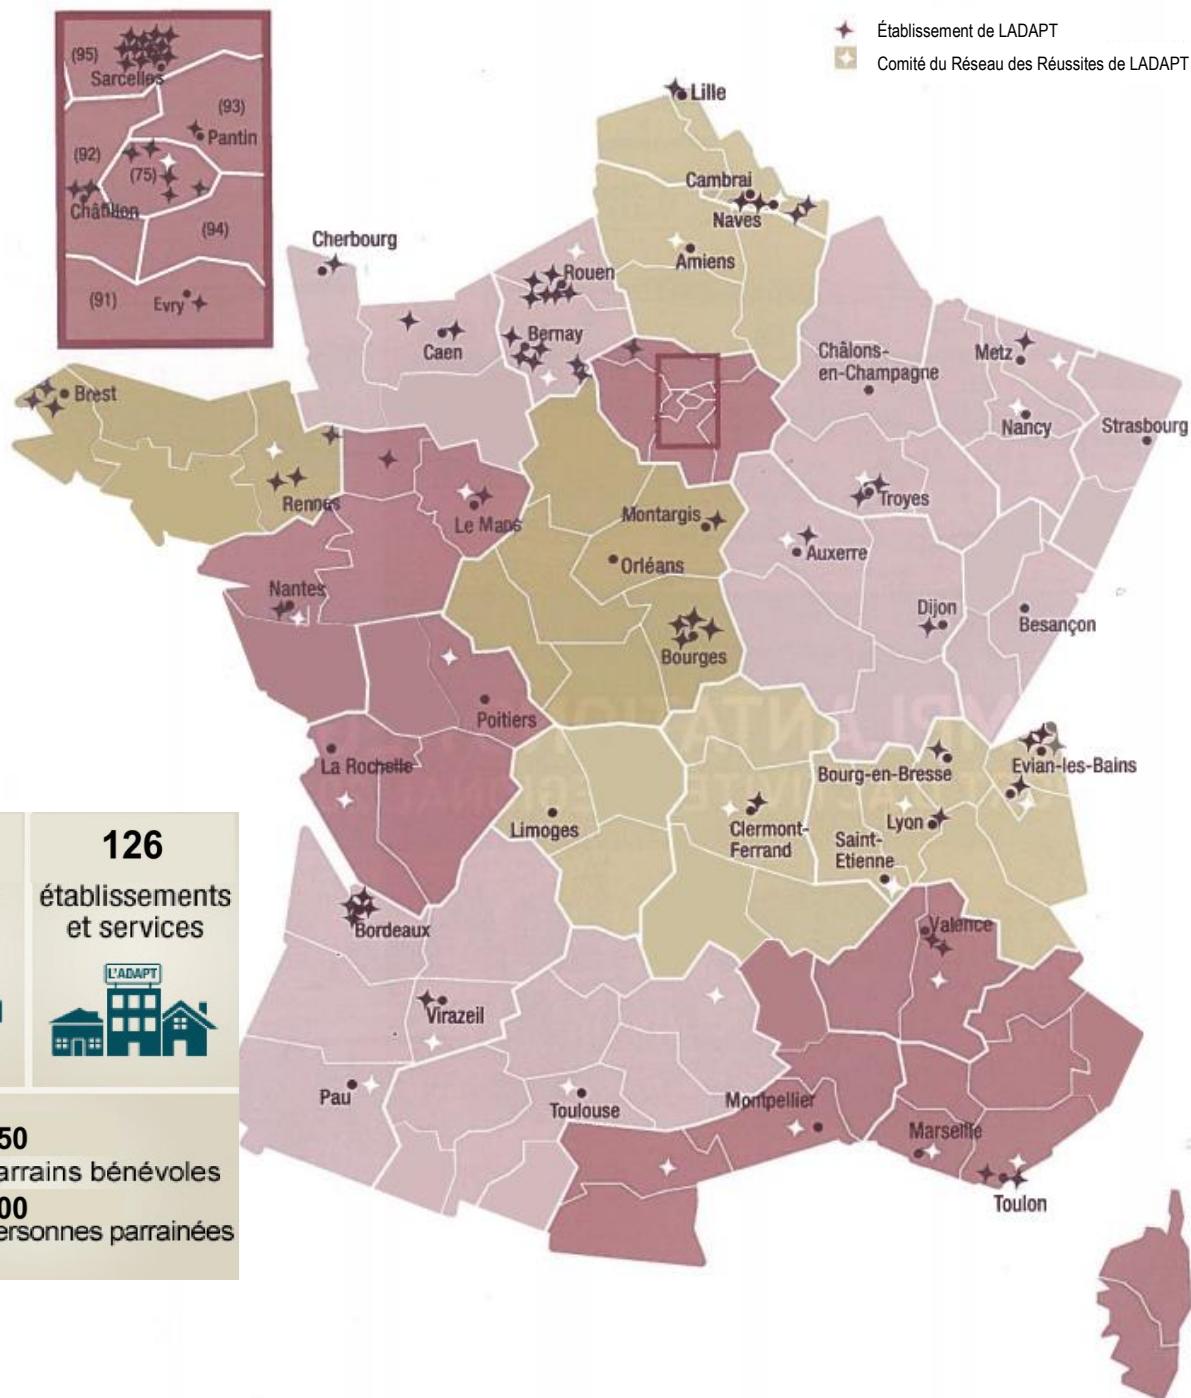 Établissement de LADAPT
Comité du Réseau des Réussites de LADAPT
(95)
Sarcelles
(93)
Pantin
(92)
(75)
Châtillon
(94)
(91)
Evry
Lille
Cambrai
Naves
Amiens
Cherbourg
Rouen
Caen
Bernay
Châlons-
en-Champagne
Metz
Nancy
Strasbourg
Brest
Rennes
Le Mans
Troyes
Montargis
Orléans
Auxerre
Nantes
Bourges
Dijon
Besançon
Poitiers
La Rochelle
Limoges
Clermont-
Ferrand
Bourg-en-Bresse
Evian-les-Bains
Lyon
Saint-
Etienne
126
établissements
et services
L'ADAPT
Bordeaux
Valence
Virazeil
Pau
Toulouse
Montpellier
Marseille
Toulon
50
arrains bénévoles
00
ersonnes parrainées